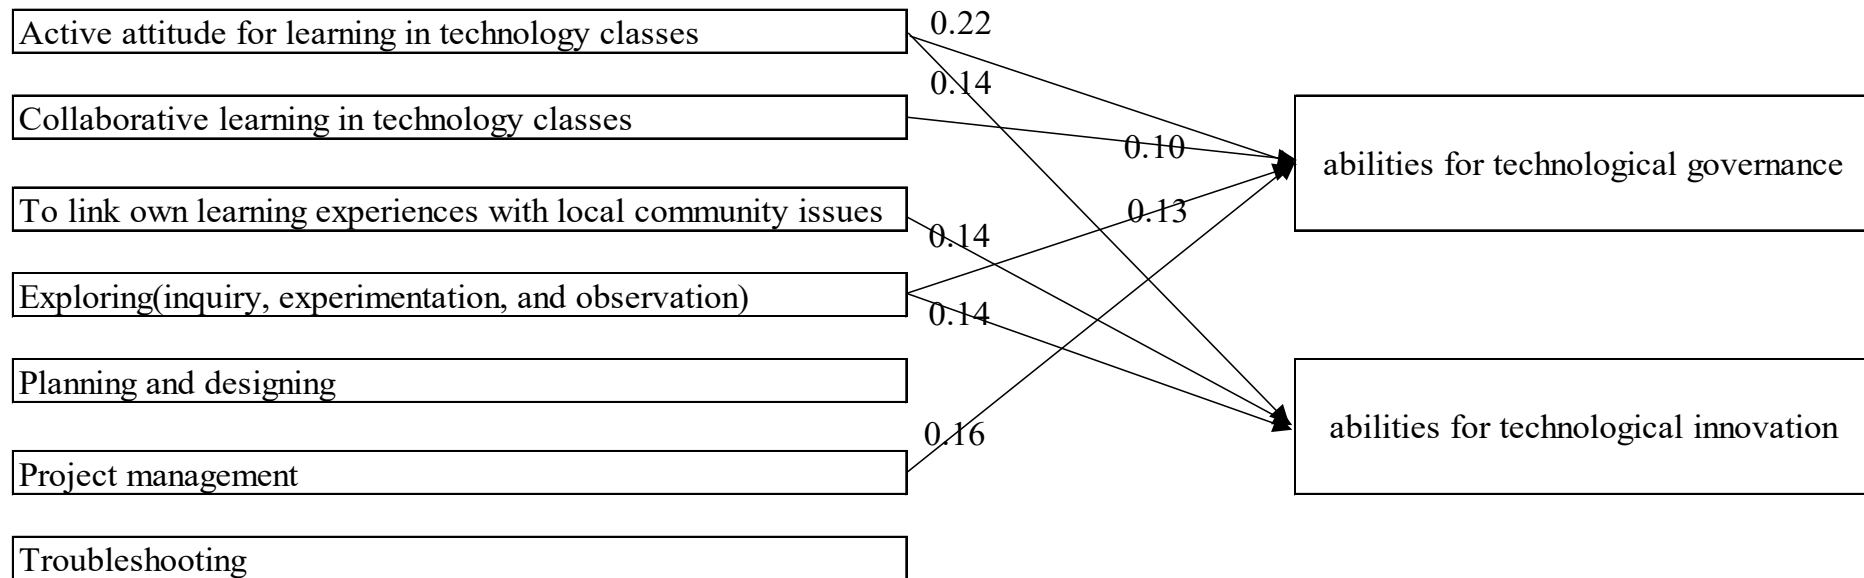 Active attitude for learning in technology classes
0.22
0.14
Collaborative learning in technology classes
0.10
abilities for technological governance
To link own learning experiences with local community issues
0.13
0.14
Exploring(inquiry, experimentation, and observation)
0.14
Planning and designing
abilities for technological innovation
0.16
Project management
Troubleshooting